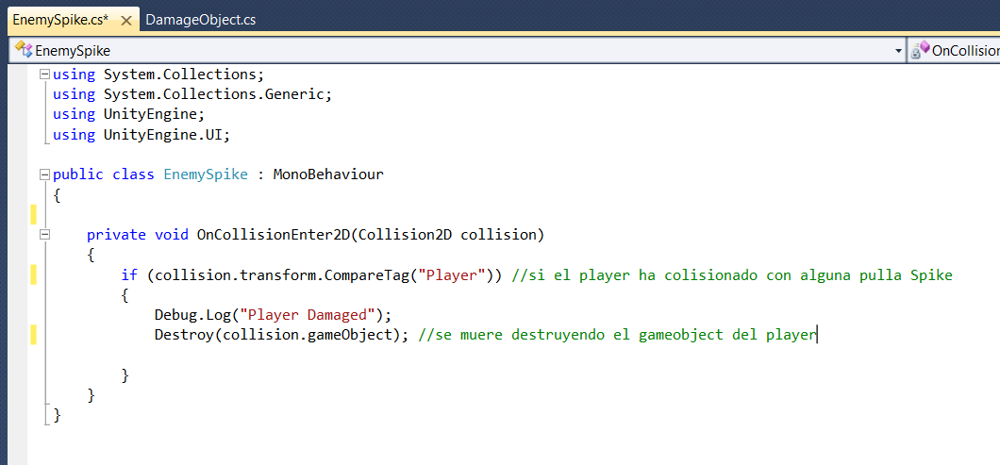 EnemySpike.cs* DamageObject.cs
EnemySpike OnCollision
using System.Collections;
using System.Collections.Generic;
using UnityEngine;
using UnityEngine.UI;
public class EnemySpike : MonoBehaviour
{
private void OnCollisionEnter2D(Collision2D collision)
{
if (collision.transform.CompareTag("Player")) //si el player ha colisionado con alguna pulla Spike
{
Debug.Log("Player Damaged");
Destroy(collision.gameObject); //se muere destruyendo el gameobject del player
}
}
}